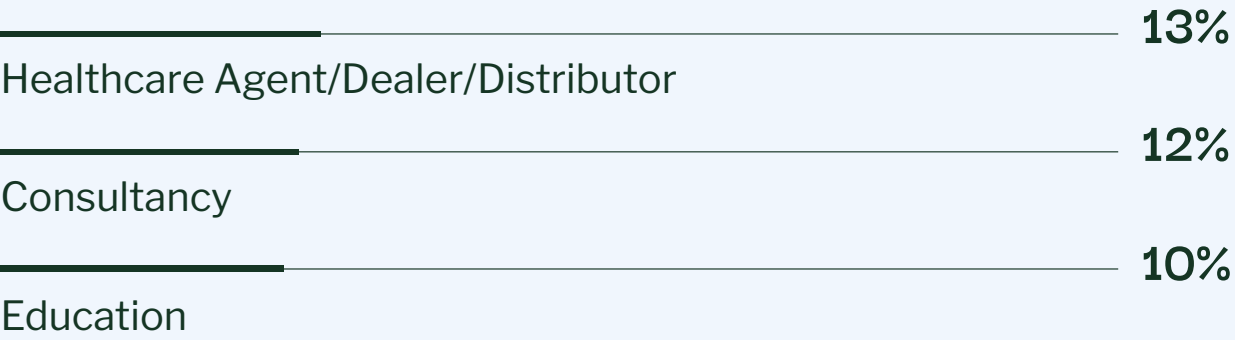 13%
Healthcare Agent/Dealer/Distributor
12%
Consultancy
10%
Education